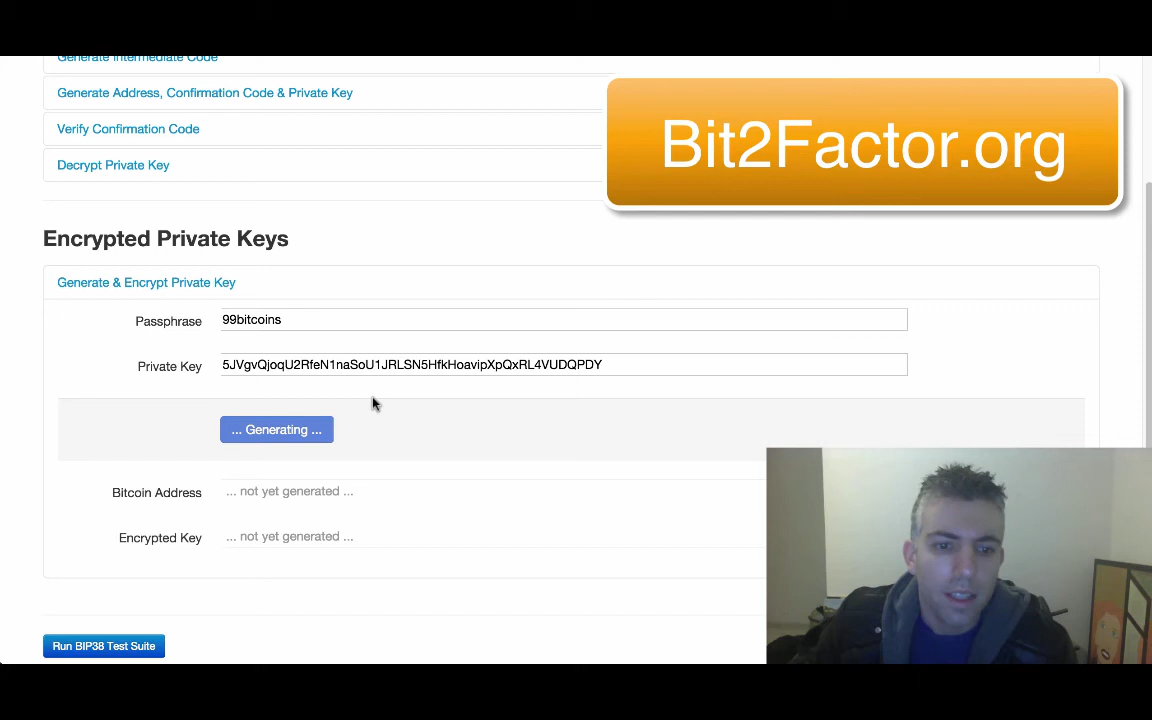 Generate Intermediate Code
Generate Address, Confirmation Code & Private Key
Verify Confirmation Code
Decrypt Private Key
Bit2Factor.org
Encrypted Private Keys
Generate & Encrypt Private Key
Passphrase 99bitcoins
Private Key 5JVgvQjoqU2RfeN1naSoU1JRLSN5HfkHoavipXpQxRL4VUDQPDY
... Generating ...
Bitcoin Address ... not yet generated ...
Encrypted Key ... not yet generated ...
Run BIP38 Test Suite